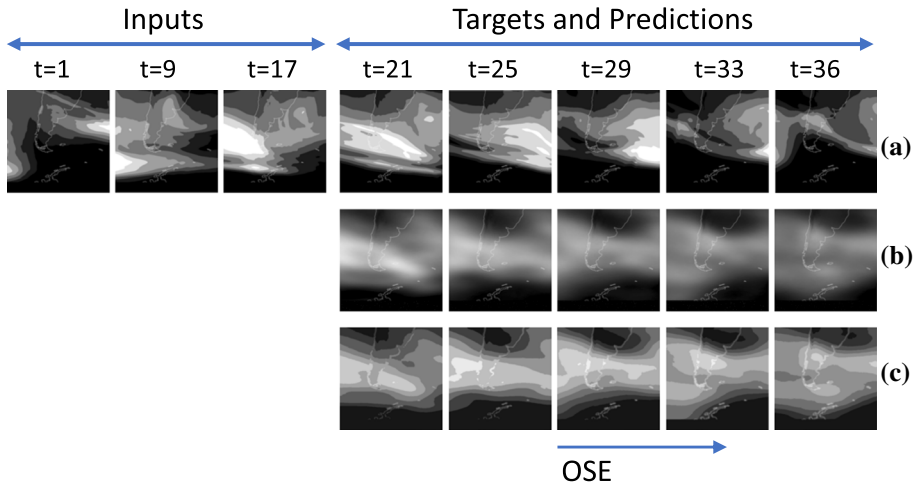 Inputs
Targets and Predictions
t=1
t=9
t=17
t=21
t=25
t=29
t=33
t=36
(a)
(b)
(c)
OSE